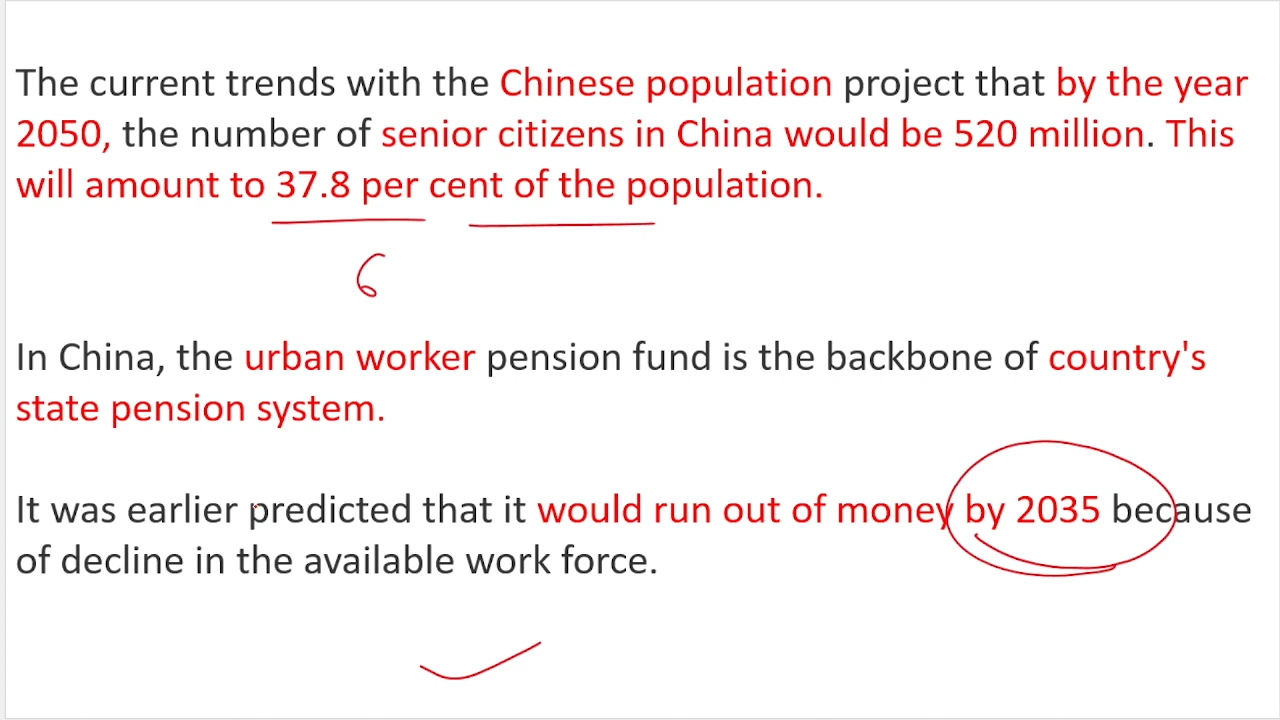 The current trends with the Chinese population project that by the year
2050, the number of senior citizens in China would be 520 million. This
will amount to 37.8 per cent of the population.
6
In China, the urban worker pension fund is the backbone of country's
state pension system.
It was earlier predicted that it would run out of money by 2035 because
of decline in the available work force.